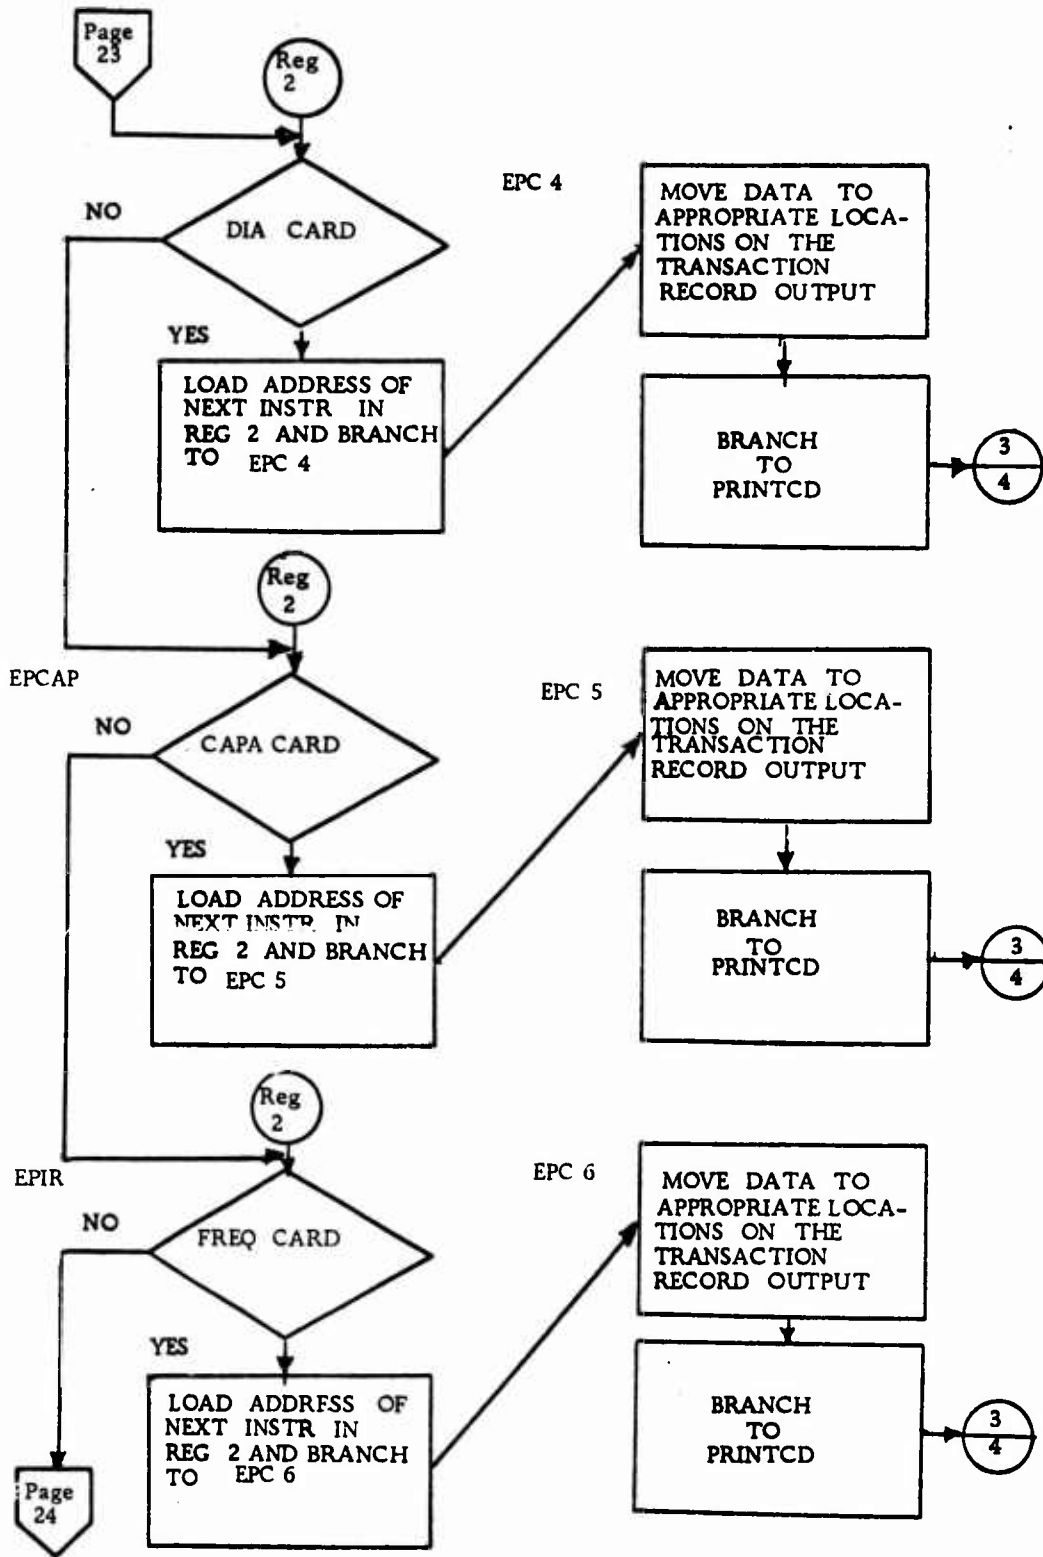 Page
23
Reg
2
DIA CARD
NO
YES
LOAD ADDRESS OF
NEXT INSTR IN
REG 2 AND BRANCH
TO EPC 4
EPC 4
MOVE DATA TO
APPROPRIATE LOCA-
TIONS ON THE
TRANSACTION
RECORD OUTPUT
BRANCH
TO
PRINTCD
3
4
Reg
2
EPCAP
NO
CAPA CARD
YES
LOAD ADDRESS OF
NEXT INSTR IN
REG 2 AND BRANCH
TO EPC 5
EPC 5
MOVE DATA TO
APPROPRIATE LOCA-
TIONS ON THE
TRANSACTION
RECORD OUTPUT
BRANCH
TO
PRINTCD
3
4
Reg
2
EPIR
NO
FREQ CARD
YES
LOAD ADDRESS OF
NEXT INSTR IN
REG 2 AND BRANCH
TO EPC 6
EPC 6
MOVE DATA TO
APPROPRIATE LOCA-
TIONS ON THE
TRANSACTION
RECORD OUTPUT
BRANCH
TO
PRINTCD
3
4
Page
24